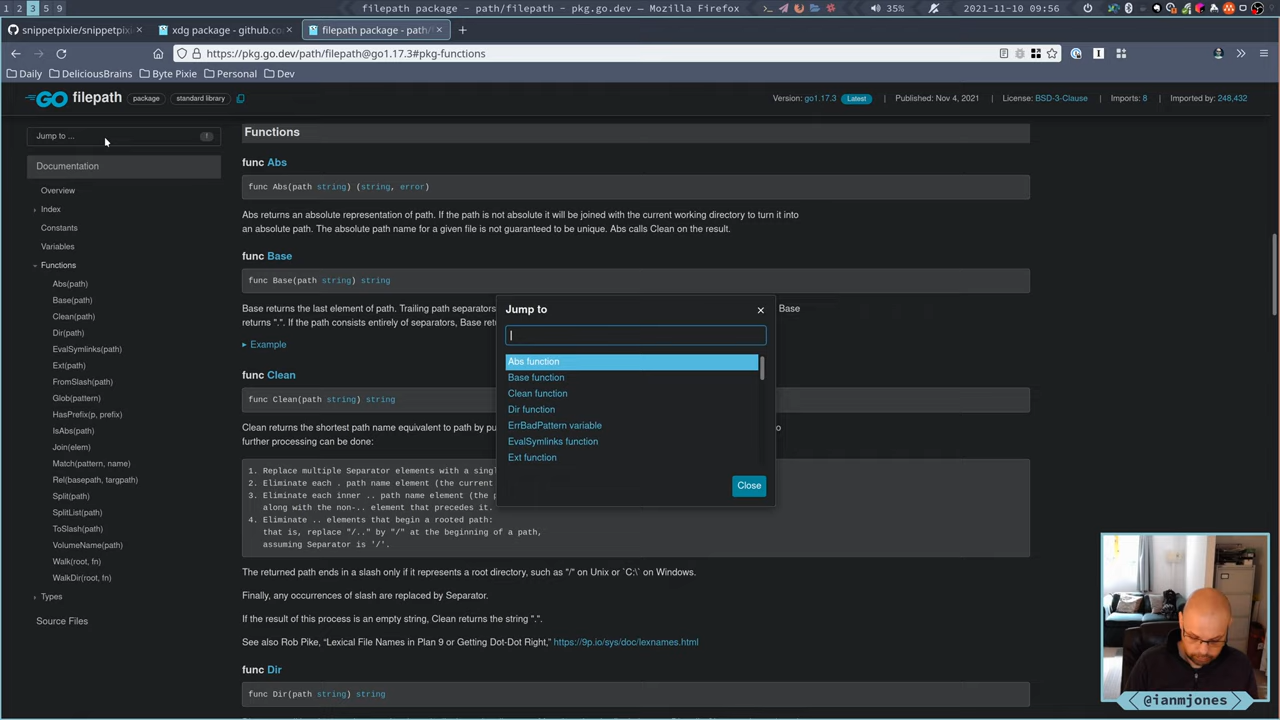 1 2 3 5 9
filepath package - path/filepath - pkg.go.dev — Mozilla Firefox
35%
2021-11-10 09:56
snippetpixie/snippetpix
xdg package - github.co
filepath package - path/
https://pkg.go.dev/path/filepath@go1.17.3#pkg-functions
Daily
DeliciousBrains
Byte Pixie
Personal
Dev
GO filepath
package
standard library
Version: go1.17.3
Latest
Published: Nov 4, 2021
License: BSD-3-Clause
Imports: 8
Imported by: 248,432
Jump to ...
Documentation
Overview
Index
Constants
Variables
Functions
Abs(path)
Base(path)
Clean(path)
Dir(path)
EvalSymlinks(path)
Ext(path)
FromSlash(path)
Glob(pattern)
HasPrefix(p, prefix)
IsAbs(path)
Join(elem)
Match(pattern, name)
Rel(basepath, targpath)
Split(path)
SplitList(path)
ToSlash(path)
VolumeName(path)
Walk(root, fn)
WalkDir(root, fn)
Types
Source Files
Functions
func Abs
func Abs(path string) (string, error)
Abs returns an absolute representation of path. If the path is not absolute it will be joined with the current working directory to turn it into
an absolute path. The absolute path name for a given file is not guaranteed to be unique. Abs calls Clean on the result.
func Base
func Base(path string) string
Base returns the last element of path. Trailing path separators
Base
returns ".". If the path consists entirely of separators, Base ret
Example
func Clean
func Clean(path string) string
Clean returns the shortest path name equivalent to path by pu
to
further processing can be done:
1. Replace multiple Separator elements with a singl
2. Eliminate each . path name element (the current
3. Eliminate each inner .. path name element (the p
along with the non-.. element that precedes it.
4. Eliminate .. elements that begin a rooted path:
that is, replace "/.." by "/" at the beginning of a path,
assuming Separator is '/'.
The returned path ends in a slash only if it represents a root directory, such as "/" on Unix or `C:\` on Windows.
Finally, any occurrences of slash are replaced by Separator.
If the result of this process is an empty string, Clean returns the string ".".
See also Rob Pike, “Lexical File Names in Plan 9 or Getting Dot-Dot Right,” https://9p.io/sys/doc/lexnames.html
func Dir
func Dir(path string) string
Jump to
Abs function
Base function
Clean function
Dir function
ErrBadPattern variable
EvalSymlinks function
Ext function
Close
@ianmjones